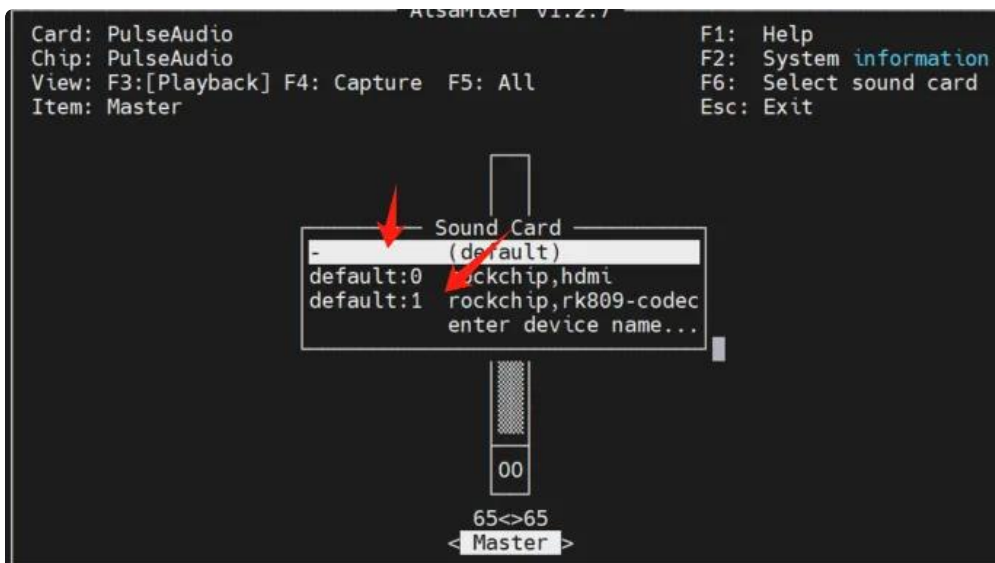 AlsaMixer v1.2.7
Card: PulseAudio
Chip: PulseAudio
View: F3:[Playback] F4: Capture  F5: All
Item: Master
F1:  Help
F2:  System information
F6:  Select sound card
Esc: Exit
Sound Card
-          (default)
default:0  rockchip,hdmi
default:1  rockchip,rk809-codec
enter device name...
OO
65<>65
< Master >